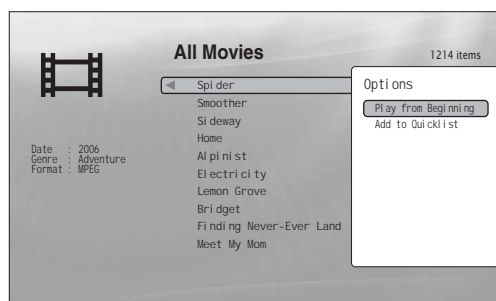 All Movies
1214 items
Spider
Smoother
Sideway
Home
Alpinist
Electricity
Lemon Grove
Bridget
Finding Never-Ever Land
Meet My Mom
Date : 2006
Genre : Adventure
Format : MPEG
Options
Play from Beginning
Add to Quicklist